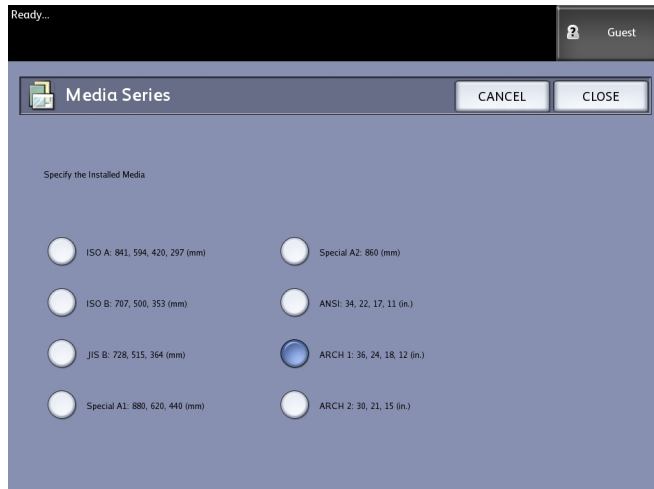 Ready...
Guest
Media Series
CANCEL
CLOSE
Specify the Installed Media
ISO A: 841, 594, 420, 297 (mm)
Special A2: 860 (mm)
ISO B: 707, 500, 353 (mm)
ANSI: 34, 22, 17, 11 (in.)
JIS B: 728, 515, 364 (mm)
ARCH 1: 36, 24, 18, 12 (in.)
Special A1: 880, 620, 440 (mm)
ARCH 2: 30, 21, 15 (in.)